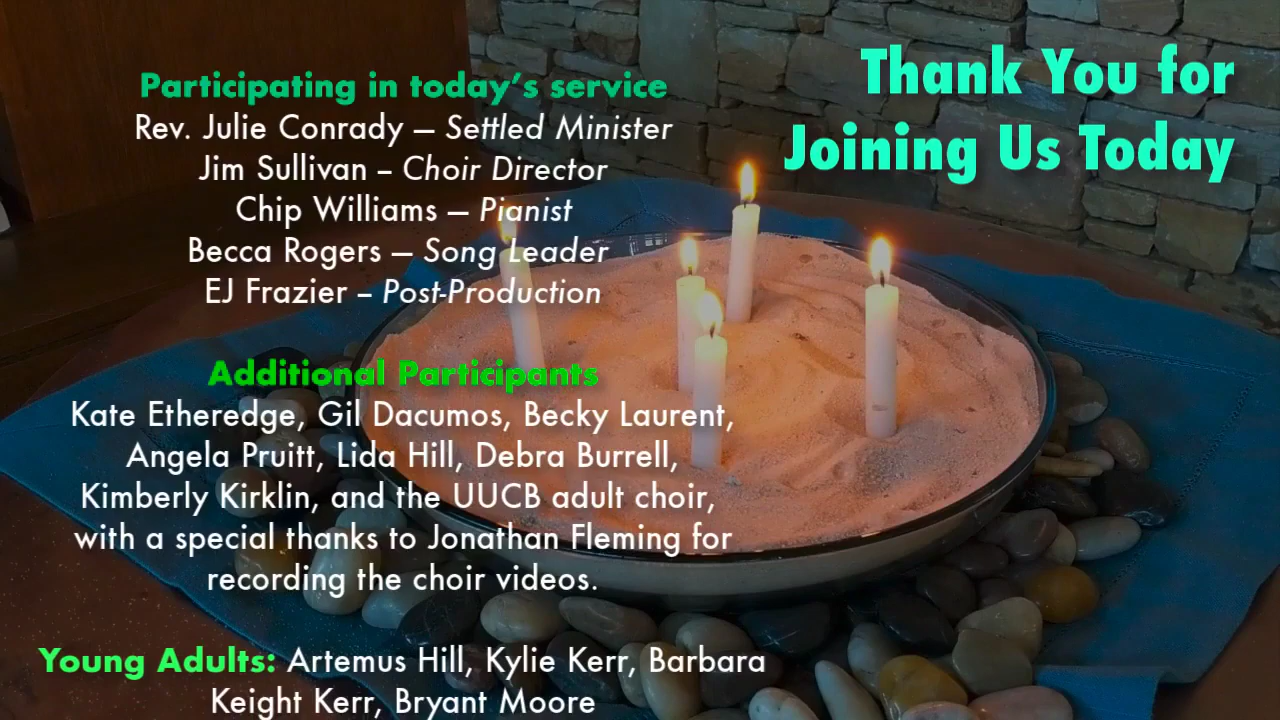 Thank You for
Joining Us Today
Participating in today’s service
Rev. Julie Conrady — Settled Minister
Jim Sullivan – Choir Director
Chip Williams — Pianist
Becca Rogers — Song Leader
EJ Frazier – Post-Production
Additional Participants
Kate Etheredge, Gil Dacumos, Becky Laurent,
Angela Pruitt, Lida Hill, Debra Burrell,
Kimberly Kirklin, and the UUCB adult choir,
with a special thanks to Jonathan Fleming for
recording the choir videos.
Young Adults: Artemus Hill, Kylie Kerr, Barbara
Keight Kerr, Bryant Moore